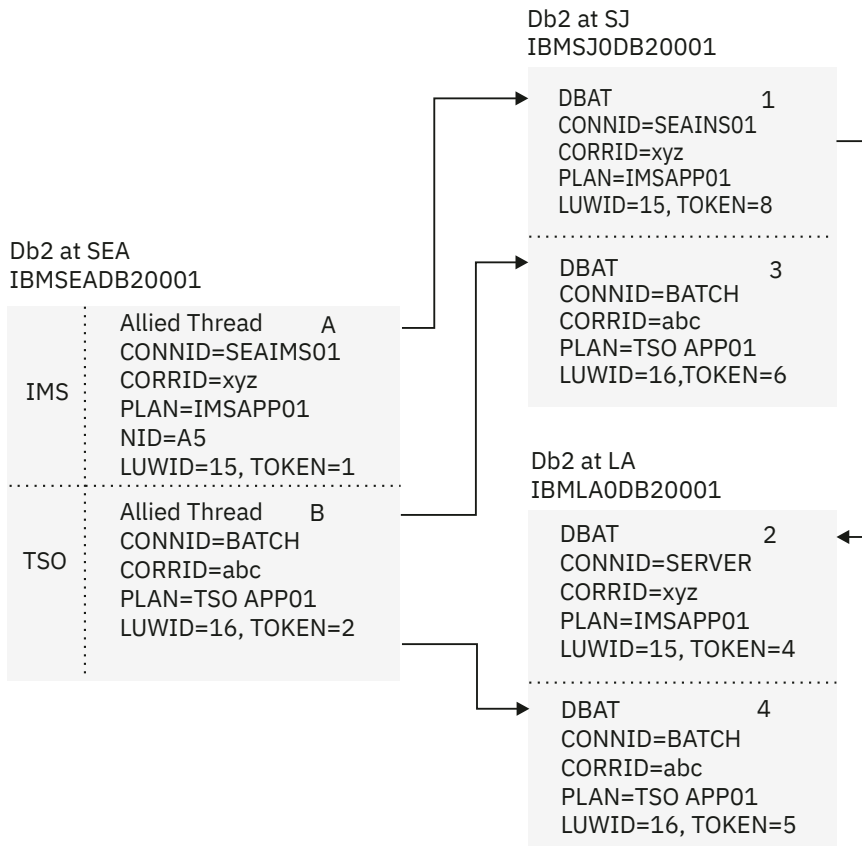 Db2 at SJ
IBMSJ0DB20001
DBAT 1
CONNID=SEAINS01
CORRID=xyz
PLAN=IMSAPP01
LUWID=15, TOKEN=8
DBAT 3
CONNID=BATCH
CORRID=abc
PLAN=TSO APP01
LUWID=16,TOKEN=6
Db2 at SEA
IBMSEADB20001
IMS
Allied Thread A
CONNID=SEAIMS01
CORRID=xyz
PLAN=IMSAPP01
NID=A5
LUWID=15, TOKEN=1
TSO
Allied Thread B
CONNID=BATCH
CORRID=abc
PLAN=TSO APP01
LUWID=16, TOKEN=2
Db2 at LA
IBMLA0DB20001
DBAT 2
CONNID=SERVER
CORRID=xyz
PLAN=IMSAPP01
LUWID=15, TOKEN=4
DBAT 4
CONNID=BATCH
CORRID=abc
PLAN=TSO APP01
LUWID=16, TOKEN=5